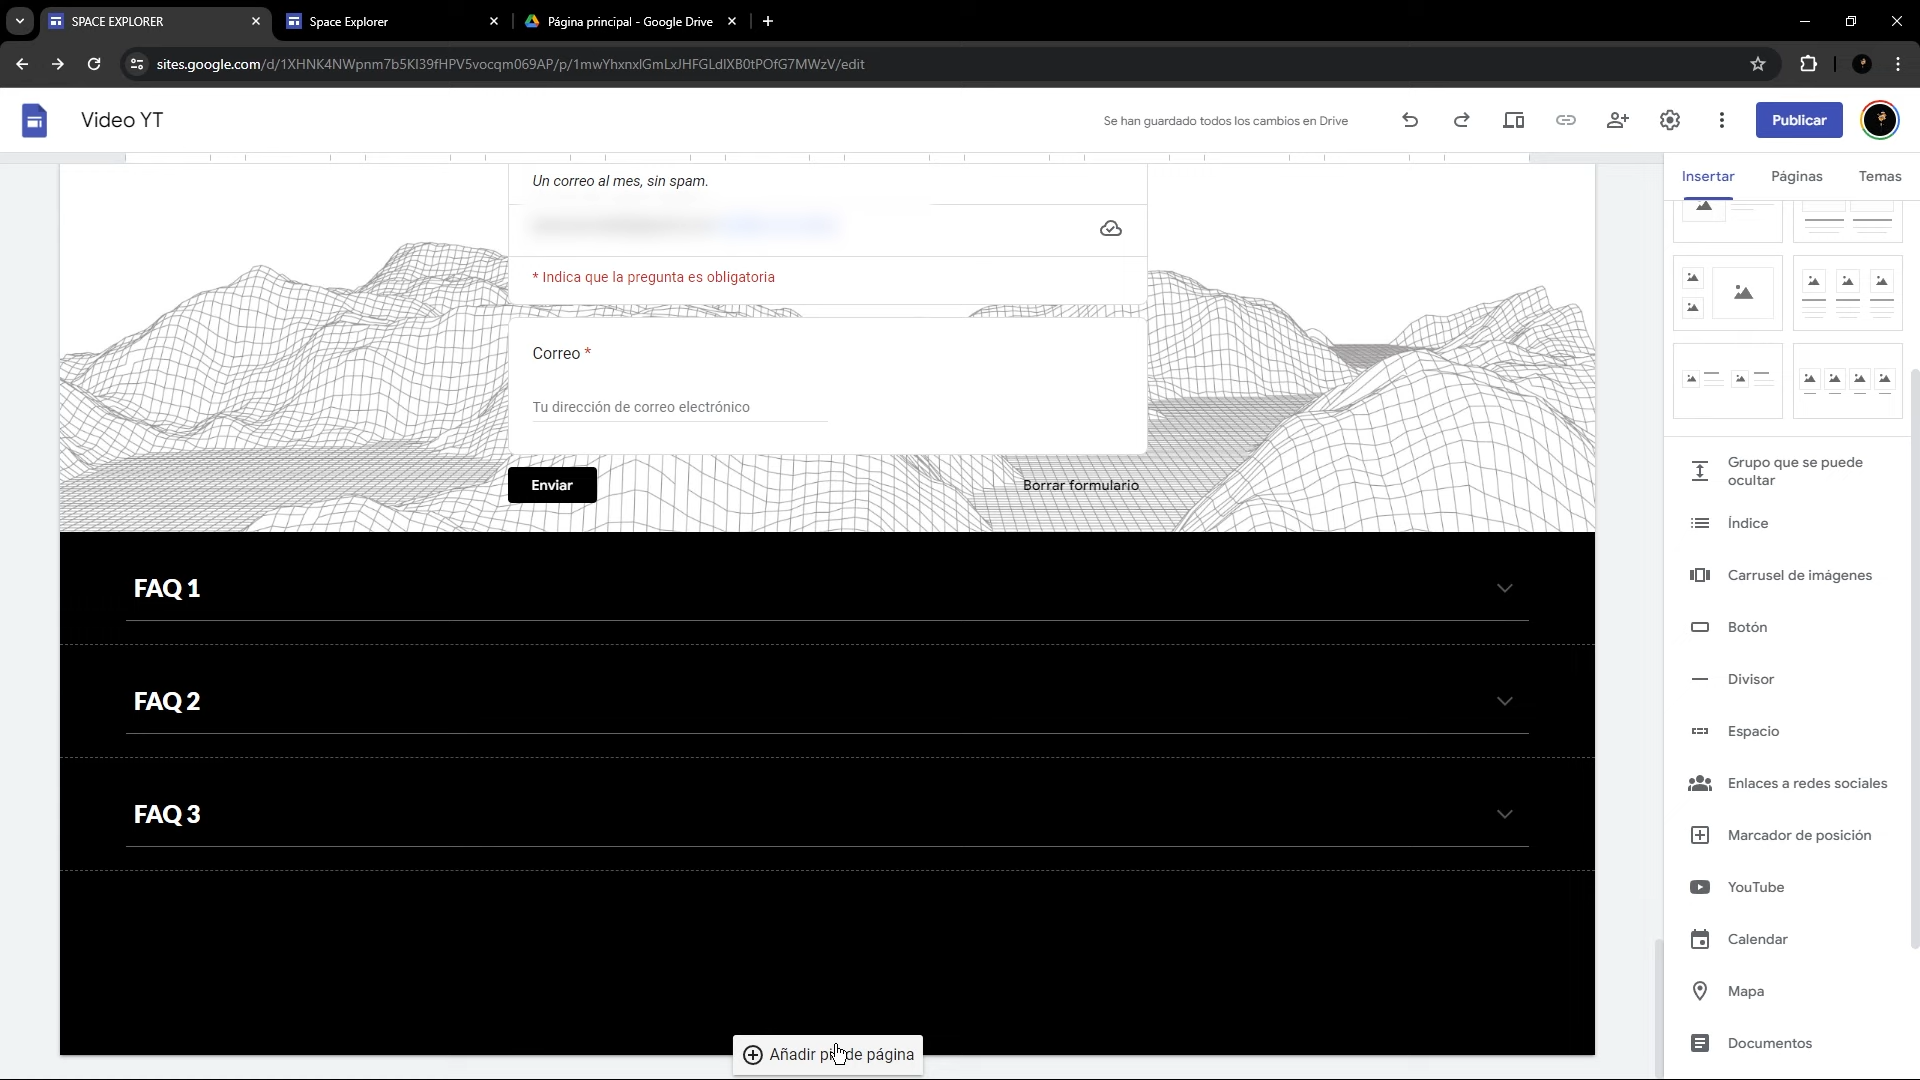 SPACE EXPLORER
Space Explorer
Página principal - Google Drive
sites.google.com/d/1XHNK4NWpnm7b5KI39fHPV5vocqm069AP/p/1mwYhxnxlGmLxJHFGLdlXB0tPOfG7MWzV/edit
Video YT
Se han guardado todos los cambios en Drive
Publicar
Insertar
Páginas
Temas
Un correo al mes, sin spam.
* Indica que la pregunta es obligatoria
Correo *
Tu dirección de correo electrónico
Enviar
Borrar formulario
FAQ 1
FAQ 2
FAQ 3
Añadir pie de página
Grupo que se puede
ocultar
Índice
Carrusel de imágenes
Botón
Divisor
Espacio
Enlaces a redes sociales
Marcador de posición
YouTube
Calendar
Mapa
Documentos